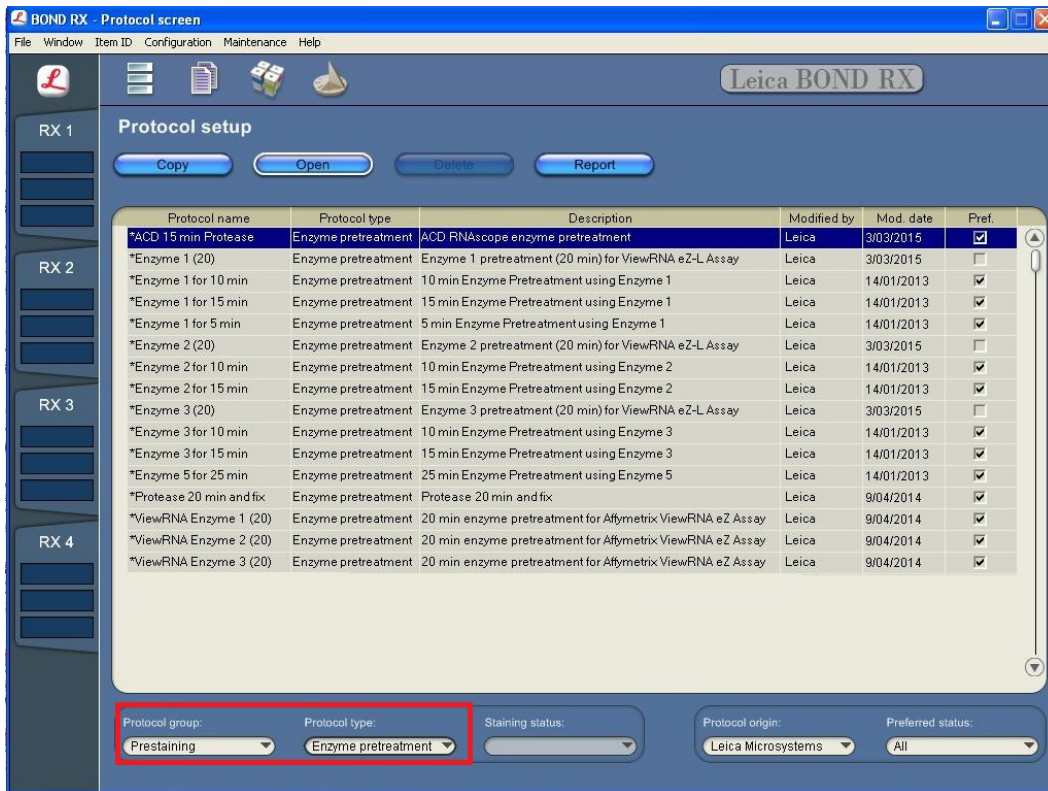 BOND RX - Protocol screen
File Window Item ID Configuration Maintenance Help
Leica BOND RX
RX 1
RX 2
RX 3
RX 4
Protocol setup
Copy Open Delete Report
Protocol name Protocol type Description Modified by Mod. date Pref.
*ACD 15 min Protease Enzyme pretreatment ACD RNAscope enzyme pretreatment Leica 3/03/2015
*Enzyme 1 (20) Enzyme pretreatment Enzyme 1 pretreatment (20 min) for ViewRNA eZ-L Assay Leica 3/03/2015
*Enzyme 1 for 10 min Enzyme pretreatment 10 min Enzyme Pretreatment using Enzyme 1 Leica 14/01/2013
*Enzyme 1 for 15 min Enzyme pretreatment 15 min Enzyme Pretreatment using Enzyme 1 Leica 14/01/2013
*Enzyme 1 for 5 min Enzyme pretreatment 5 min Enzyme Pretreatment using Enzyme 1 Leica 14/01/2013
*Enzyme 2 (20) Enzyme pretreatment Enzyme 2 pretreatment (20 min) for ViewRNA eZ-L Assay Leica 3/03/2015
*Enzyme 2 for 10 min Enzyme pretreatment 10 min Enzyme Pretreatment using Enzyme 2 Leica 14/01/2013
*Enzyme 2 for 15 min Enzyme pretreatment 15 min Enzyme Pretreatment using Enzyme 2 Leica 14/01/2013
*Enzyme 3 (20) Enzyme pretreatment Enzyme 3 pretreatment (20 min) for ViewRNA eZ-L Assay Leica 3/03/2015
*Enzyme 3 for 10 min Enzyme pretreatment 10 min Enzyme Pretreatment using Enzyme 3 Leica 14/01/2013
*Enzyme 3 for 15 min Enzyme pretreatment 15 min Enzyme Pretreatment using Enzyme 3 Leica 14/01/2013
*Enzyme 5 for 25 min Enzyme pretreatment 25 min Enzyme Pretreatment using Enzyme 5 Leica 14/01/2013
*Protease 20 min and fix Enzyme pretreatment Protease 20 min and fix Leica 9/04/2014
*ViewRNA Enzyme 1 (20) Enzyme pretreatment 20 min enzyme pretreatment for Affymetrix ViewRNA eZ Assay Leica 9/04/2014
*ViewRNA Enzyme 2 (20) Enzyme pretreatment 20 min enzyme pretreatment for Affymetrix ViewRNA eZ Assay Leica 9/04/2014
*ViewRNA Enzyme 3 (20) Enzyme pretreatment 20 min enzyme pretreatment for Affymetrix ViewRNA eZ Assay Leica 9/04/2014
Protocol group: Protocol type: Staining status: Protocol origin: Preferred status:
Prestaining Enzyme pretreatment Leica Microsystems All